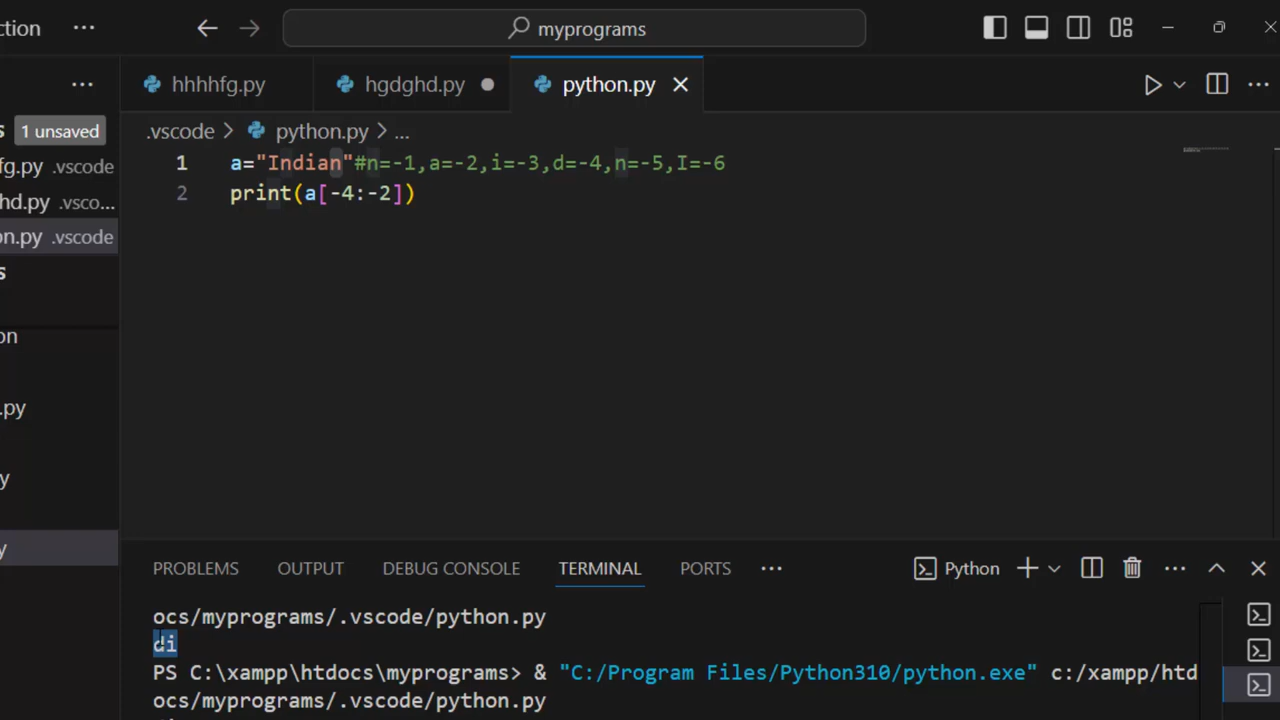 ction ··· myprograms
··· hhhhfg.py hgdghd.py python.py
s 1 unsaved .vscode > python.py > ...
fg.py .vscode 1 a="Indian"#n=-1,a=-2,i=-3,d=-4,n=-5,I=-6
hd.py .vsco... 2 print(a[-4:-2])
on.py .vscode
s
on
.py
y
y
PROBLEMS OUTPUT DEBUG CONSOLE TERMINAL PORTS ··· Python
ocs/myprograms/.vscode/python.py
di
PS C:\xampp\htdocs\myprograms> & "C:/Program Files/Python310/python.exe" c:/xampp/htd
ocs/myprograms/.vscode/python.py